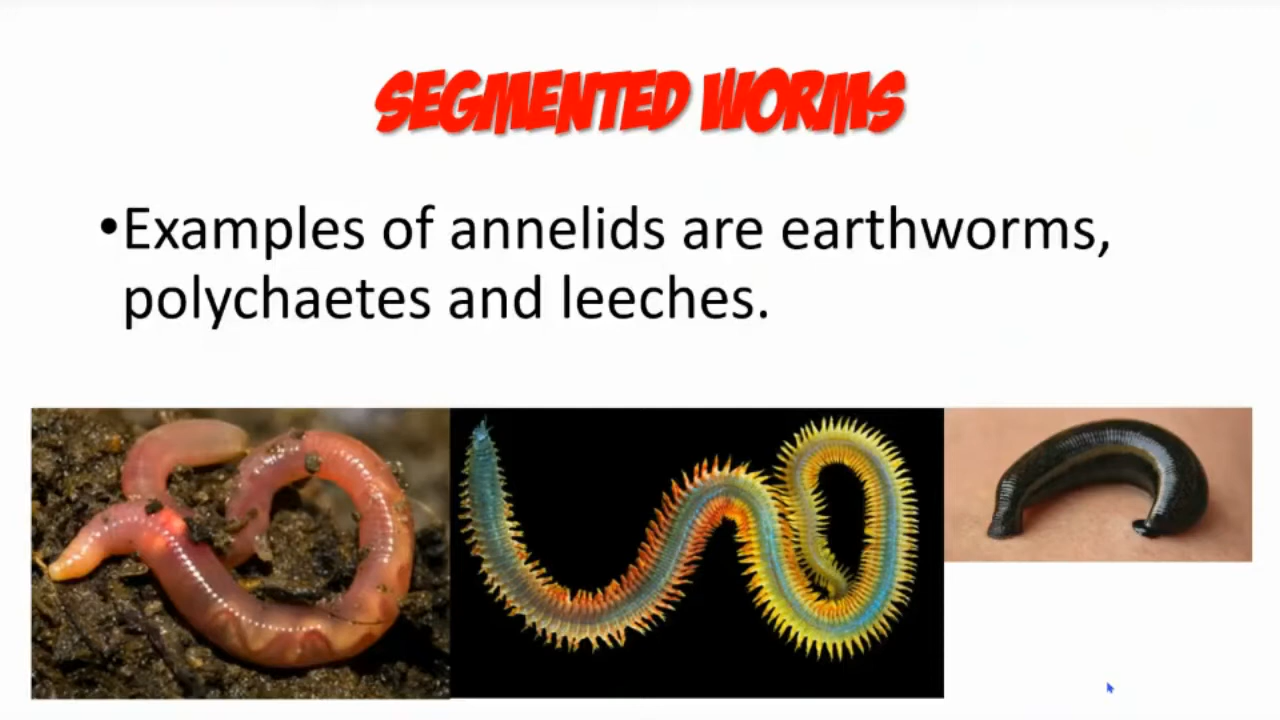 SEGMENTED WORMS
•Examples of annelids are earthworms,
polychaetes and leeches.